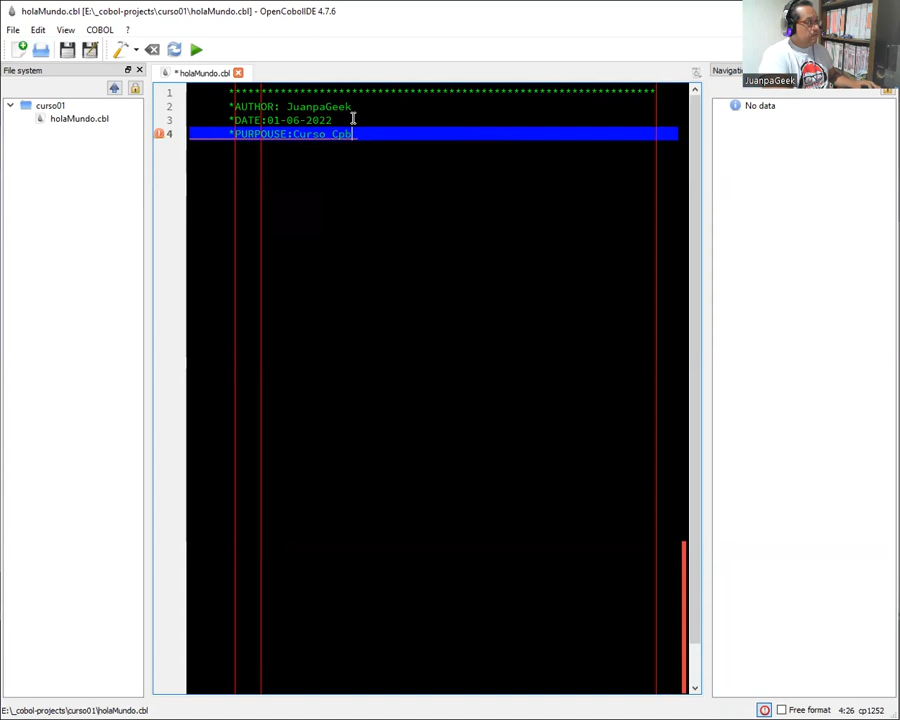 holaMundo.cbl [E:\_cobol-projects\curso01\holaMundo.cbl] - OpenCobolIDE 4.7.6
File Edit View COBOL ?
File system
* holaMundo.cbl
Navigati
JuanpaGeek
curso01
holaMundo.cbl
No data
1 *****************************************************************
2 *AUTHOR: JuanpaGeek
3 *DATE:01-06-2022
4 *PURPOUSE:Curso Cpb
E:\_cobol-projects\curso01\holaMundo.cbl
Free format 4:26 cp1252